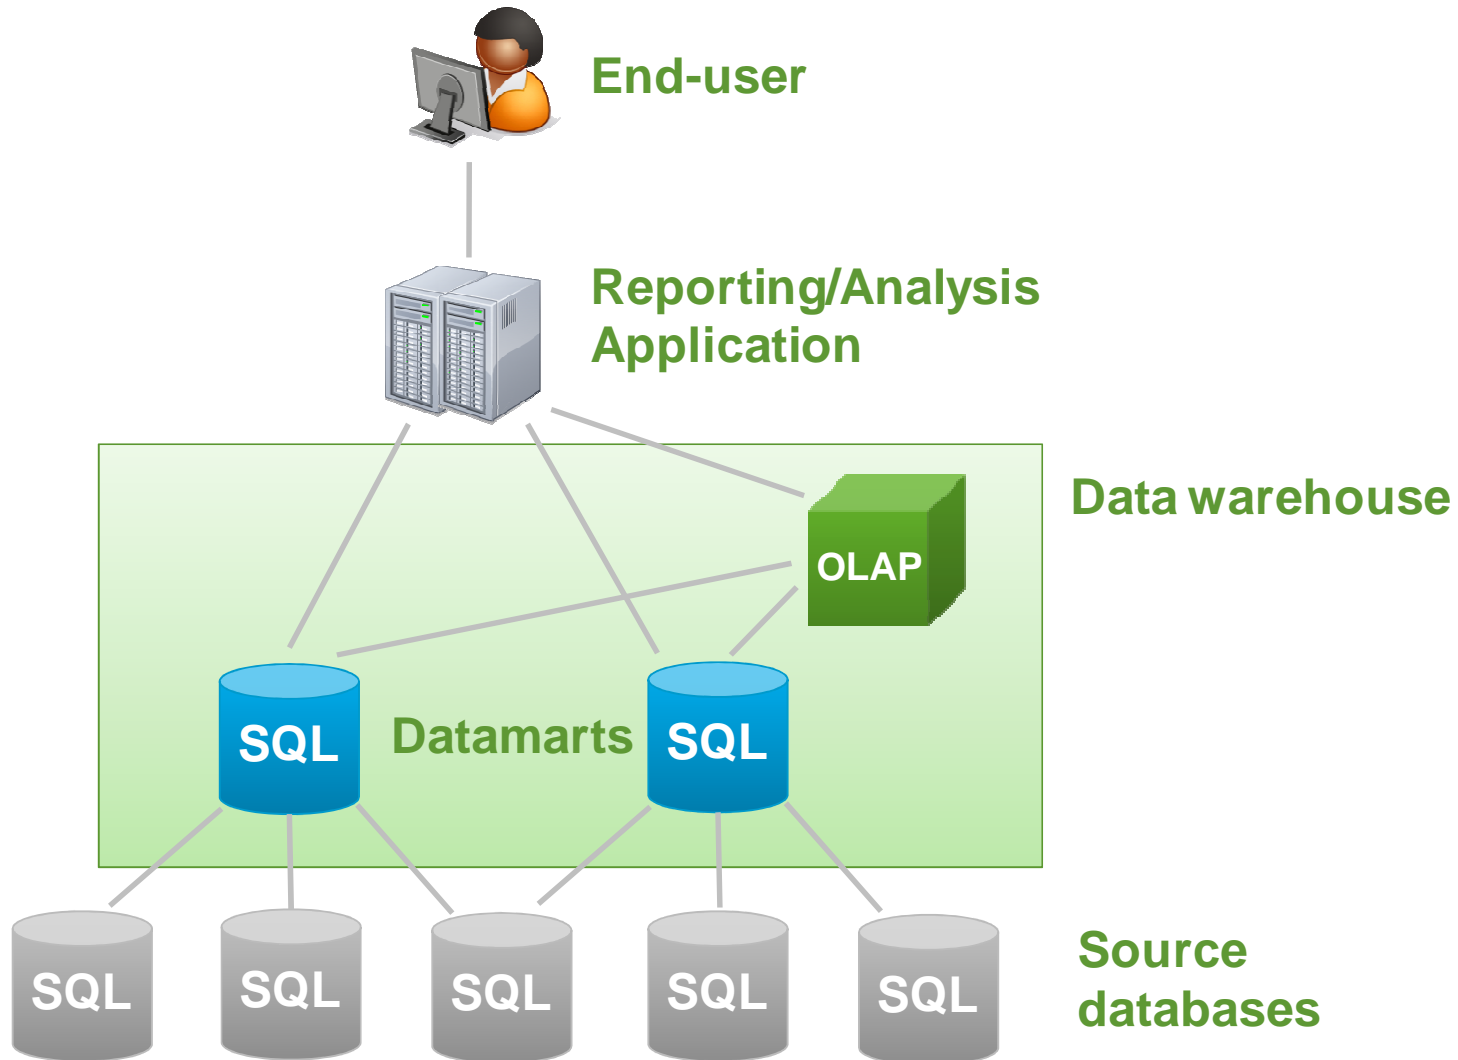 End-user
Reporting/Analysis
Application
Data warehouse
OLAP
SQL
Datamarts
SQL
SQL
SQL
SQL
SQL
SQL
Source
databases